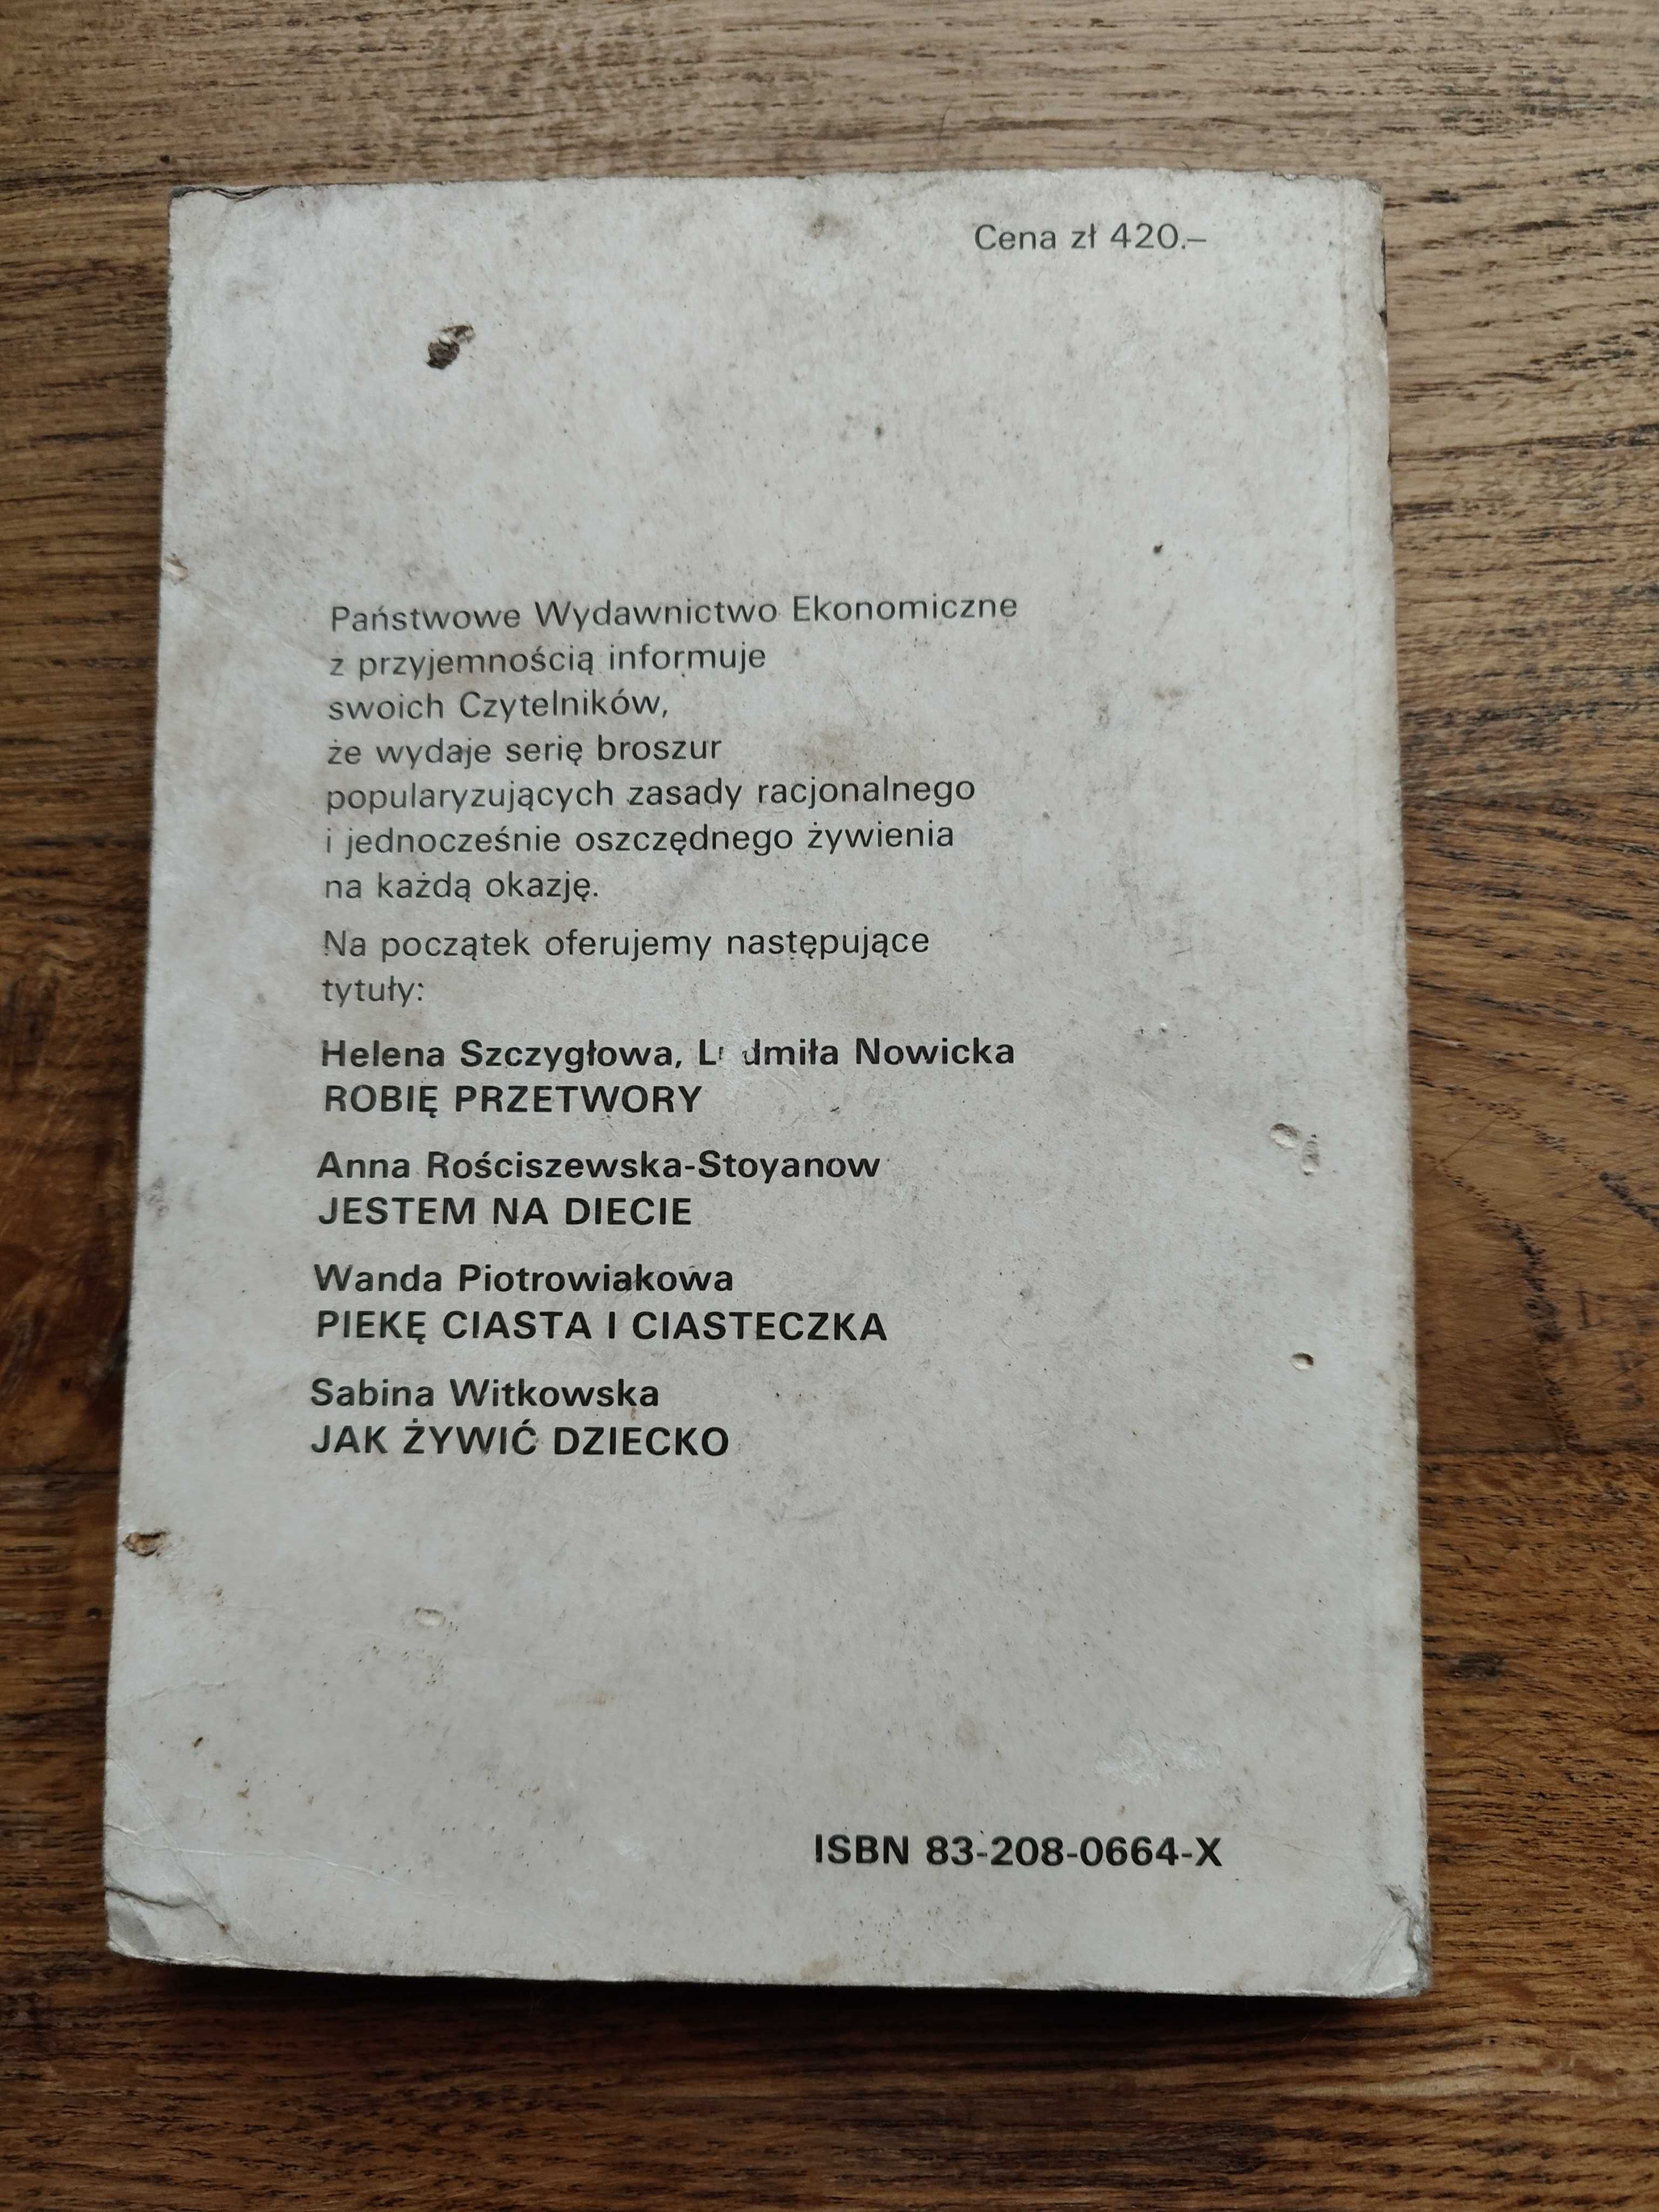 Cena zł 420.–
Państwowe Wydawnictwo Ekonomiczne
z przyjemnością informuje
swoich Czytelników,
że wydaje serię broszur
popularyzujących zasady racjonalnego
i jednocześnie oszczędnego żywienia
na każdą okazję.
Na początek oferujemy następujące
tytuły:
Helena Szczygłowa, Ludmiła Nowicka
ROBIĘ PRZETWORY
Anna Rościszewska-Stoyanow
JESTEM NA DIECIE
Wanda Piotrowiakowa
PIEKĘ CIASTA I CIASTECZKA
Sabina Witkowska
JAK ŻYWIĆ DZIECKO
ISBN 83-208-0664-X